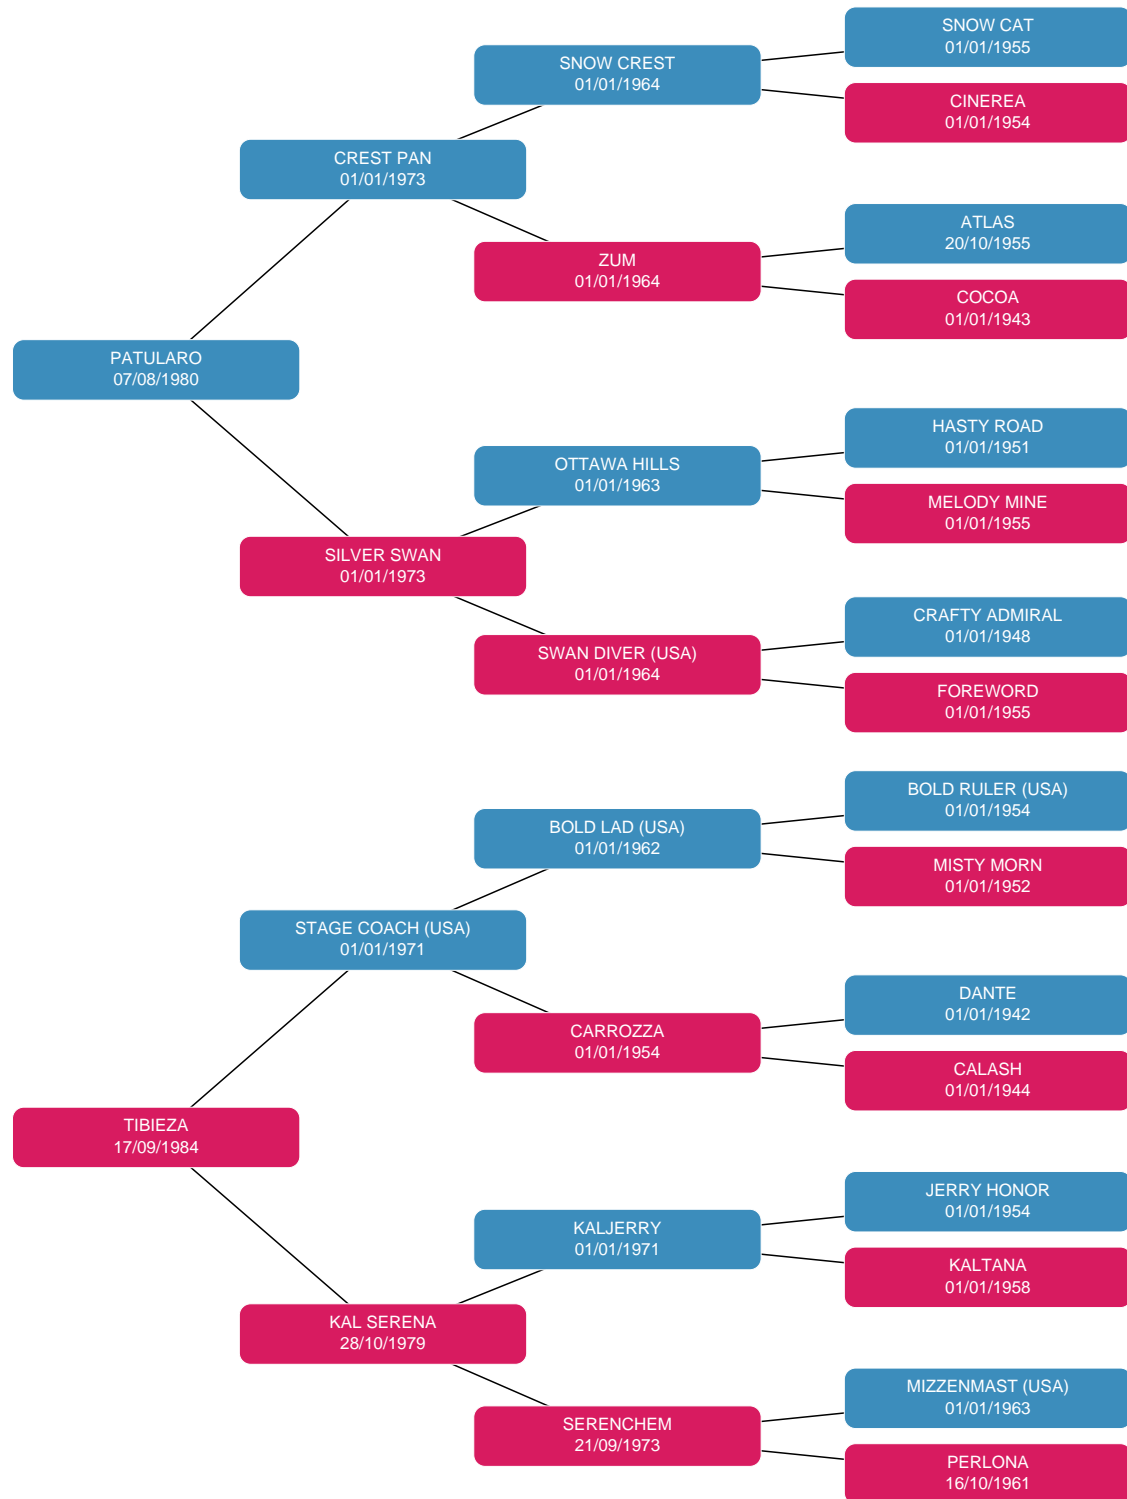 SNOW CAT
01/01/1955
SNOW CREST
01/01/1964
CINEREA
01/01/1954
CREST PAN
01/01/1973
ATLAS
20/10/1955
ZUM
01/01/1964
COCOA
01/01/1943
PATULARO
07/08/1980
HASTY ROAD
01/01/1951
OTTAWA HILLS
01/01/1963
MELODY MINE
01/01/1955
SILVER SWAN
01/01/1973
CRAFTY ADMIRAL
01/01/1948
SWAN DIVER (USA)
01/01/1964
FOREWORD
01/01/1955
BOLD RULER (USA)
01/01/1954
BOLD LAD (USA)
01/01/1962
MISTY MORN
01/01/1952
STAGE COACH (USA)
01/01/1971
DANTE
01/01/1942
CARROZZA
01/01/1954
CALASH
01/01/1944
TIBIEZA
17/09/1984
JERRY HONOR
01/01/1954
KALJERRY
01/01/1971
KALTANA
01/01/1958
KAL SERENA
28/10/1979
MIZZENMAST (USA)
01/01/1963
SERENCHEM
21/09/1973
PERLONA
16/10/1961